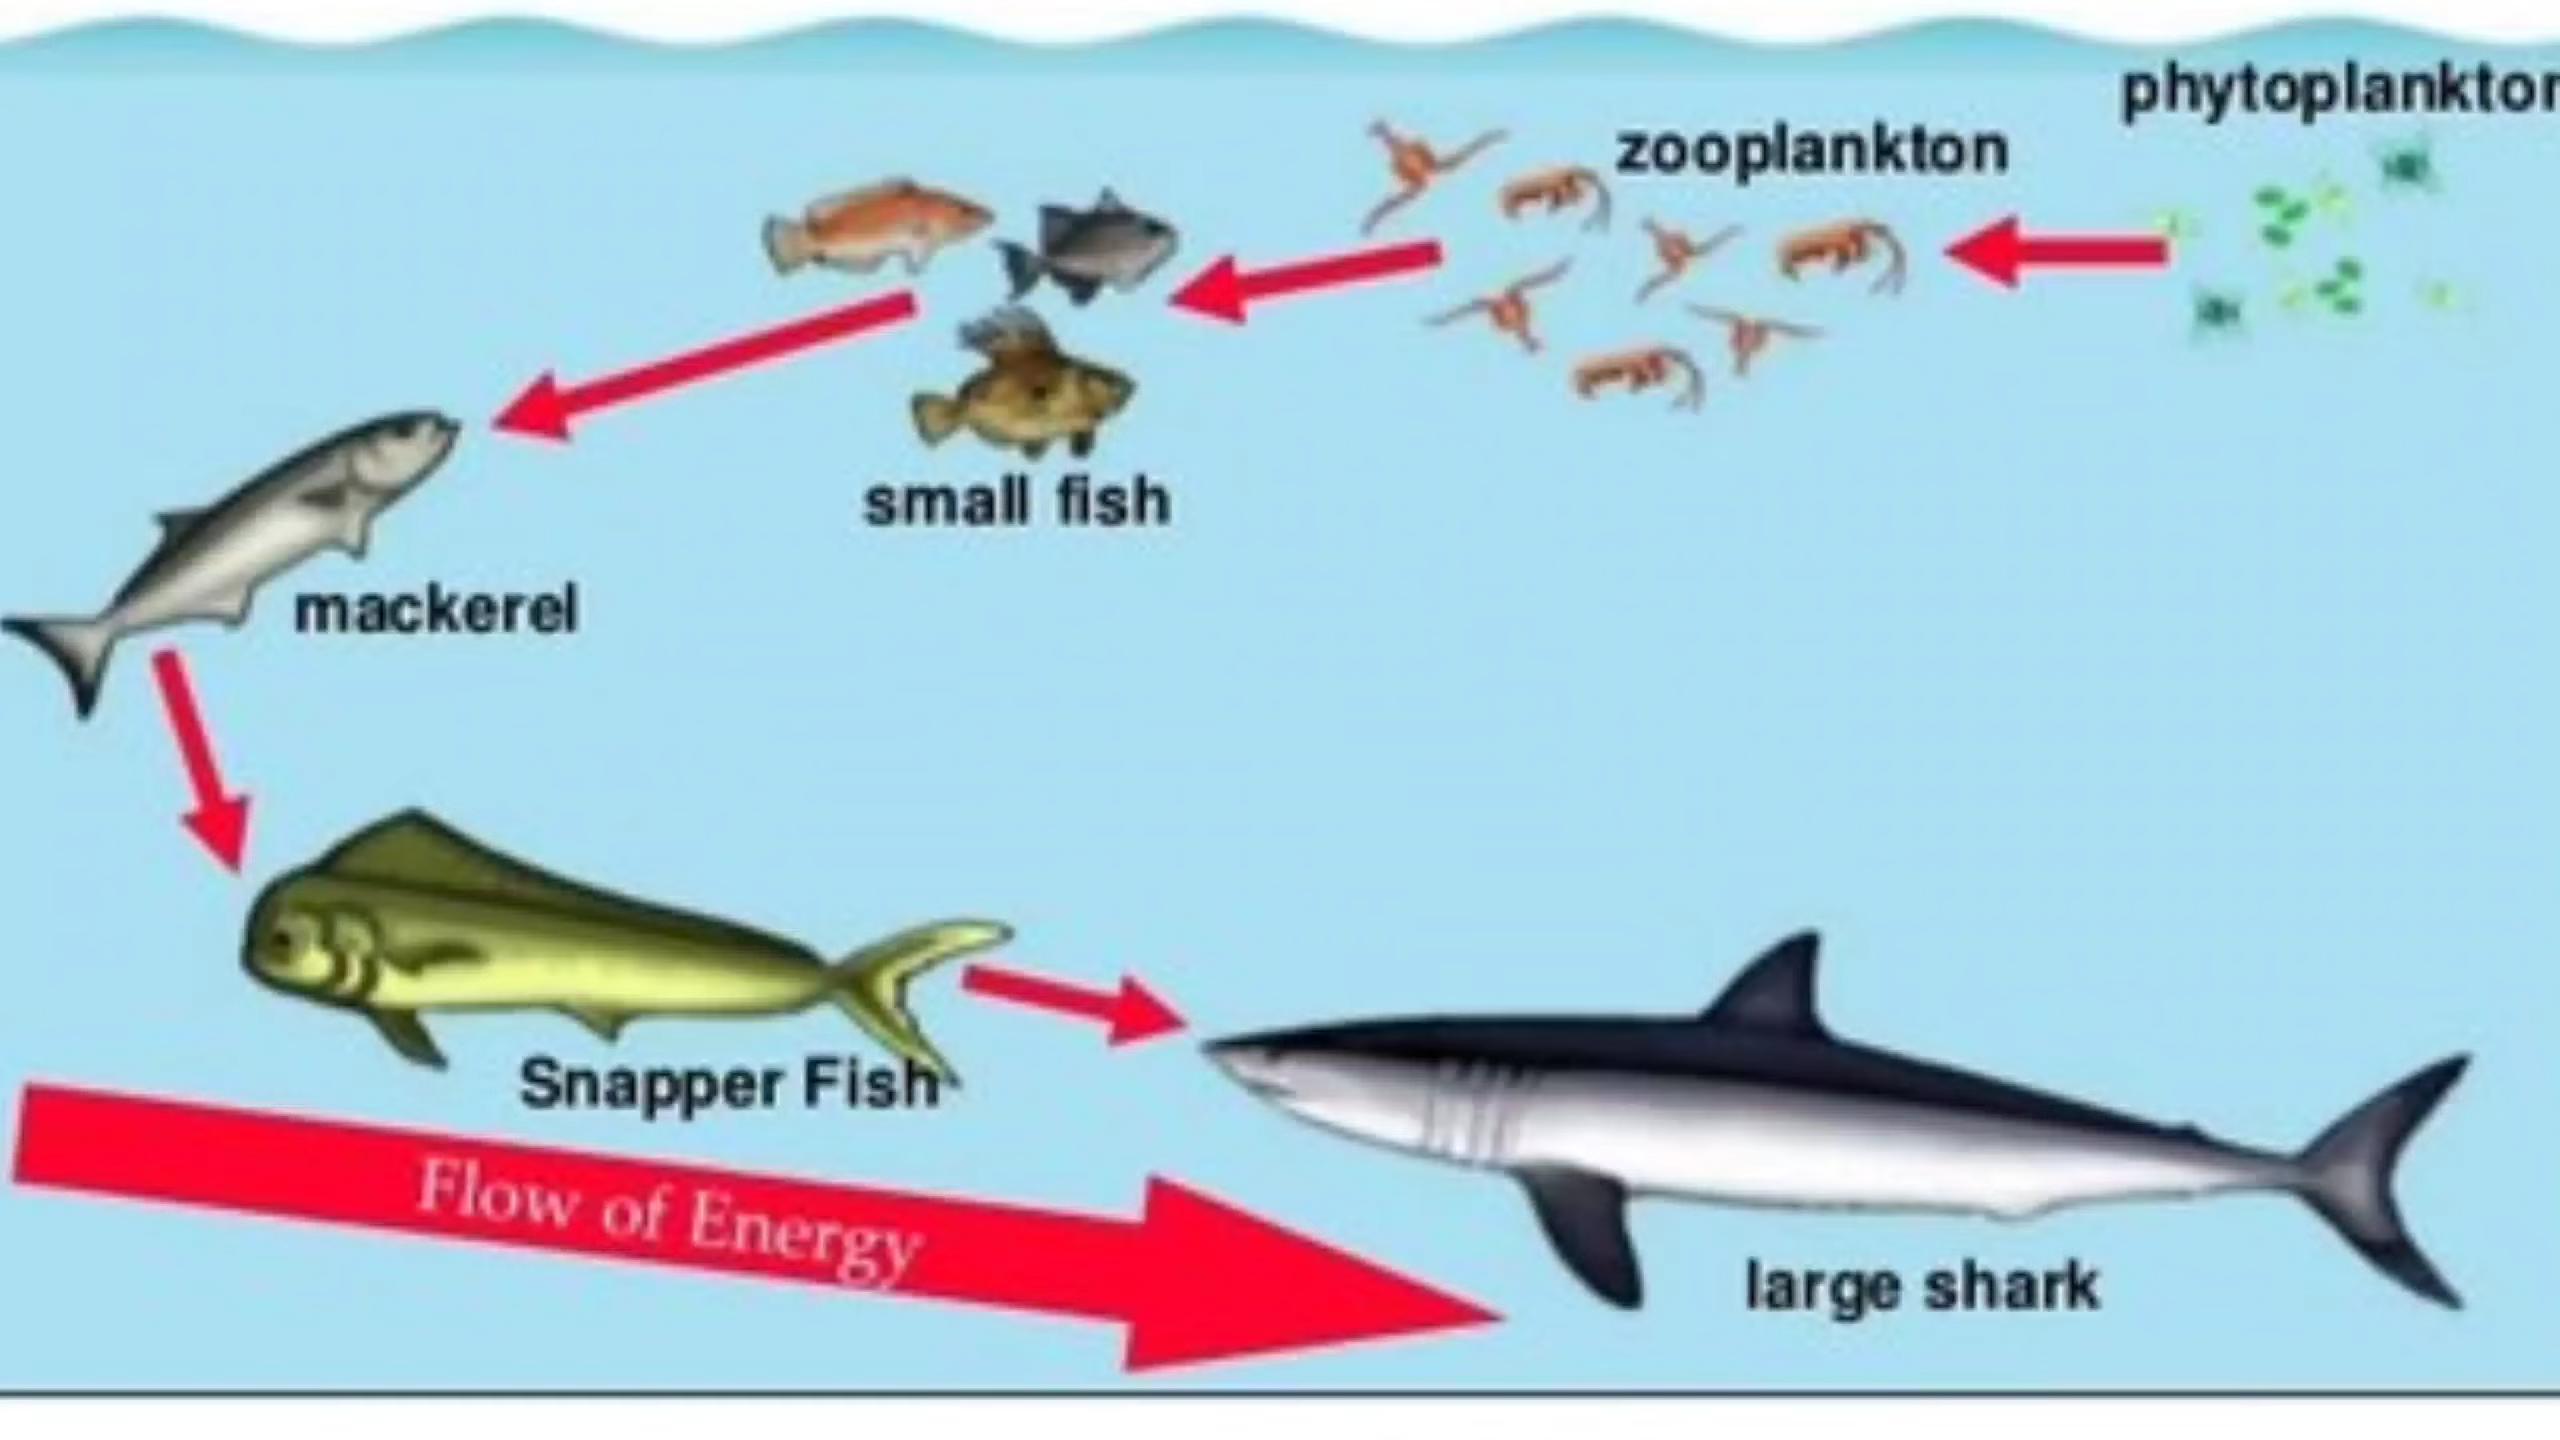 phytoplankton
zooplankton
small fish
mackerel
Snapper Fish
Flow of Energy
large shark